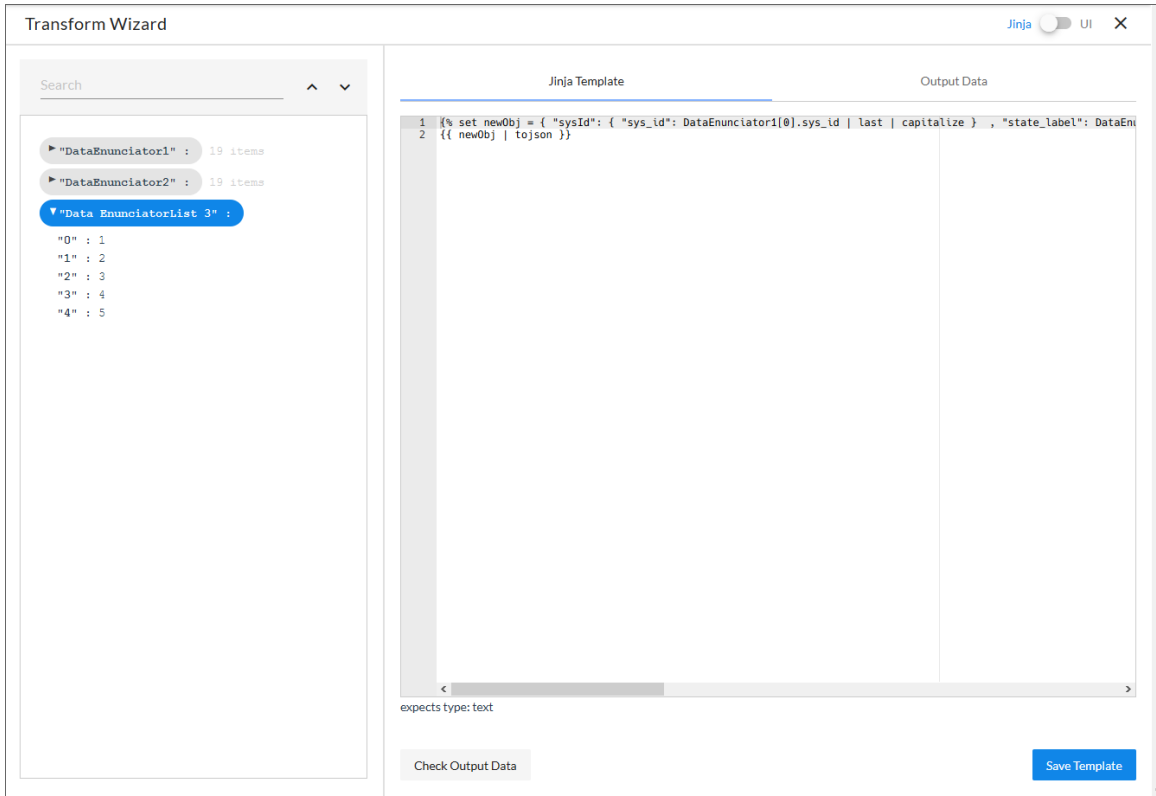 Transform Wizard
Jinja UI
Search
Jinja Template
Output Data
"DataEnunciator1" : 19 items
"DataEnunciator2" : 19 items
"Data EnunciatorList 3" :
"0" : 1
"1" : 2
"2" : 3
"3" : 4
"4" : 5
1 {% set newObj = { "sysId": { "sys_id": DataEnunciator1[0].sys_id | last | capitalize } , "state_label": DataEnu
2 {{ newObj | tojson }}
expects type: text
Check Output Data
Save Template